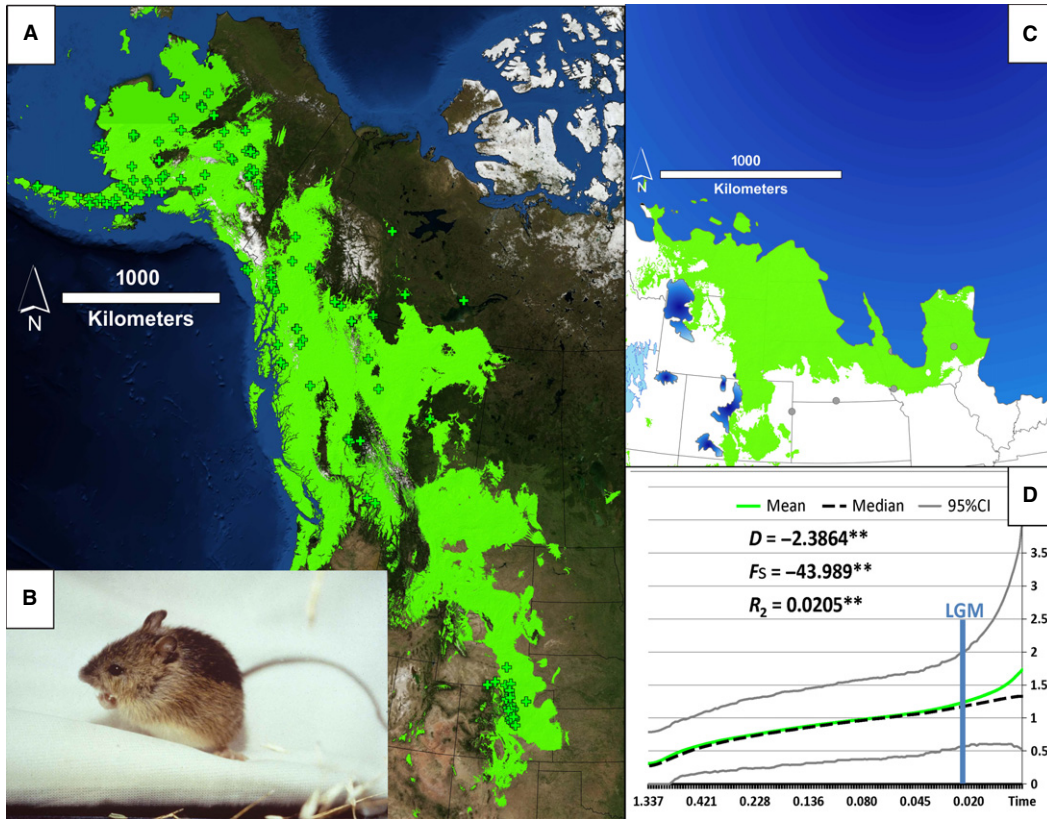 A
1000
Kilometers
N
B
C
1000
Kilometers
N
D
Mean Median 95%CI
D = −2.3864**
FS = −43.989**
R2 = 0.0205**
LGM
4
3.5
3
2.5
2
1.5
1
0.5
0
1.337 0.421 0.228 0.136 0.080 0.045 0.020 Time